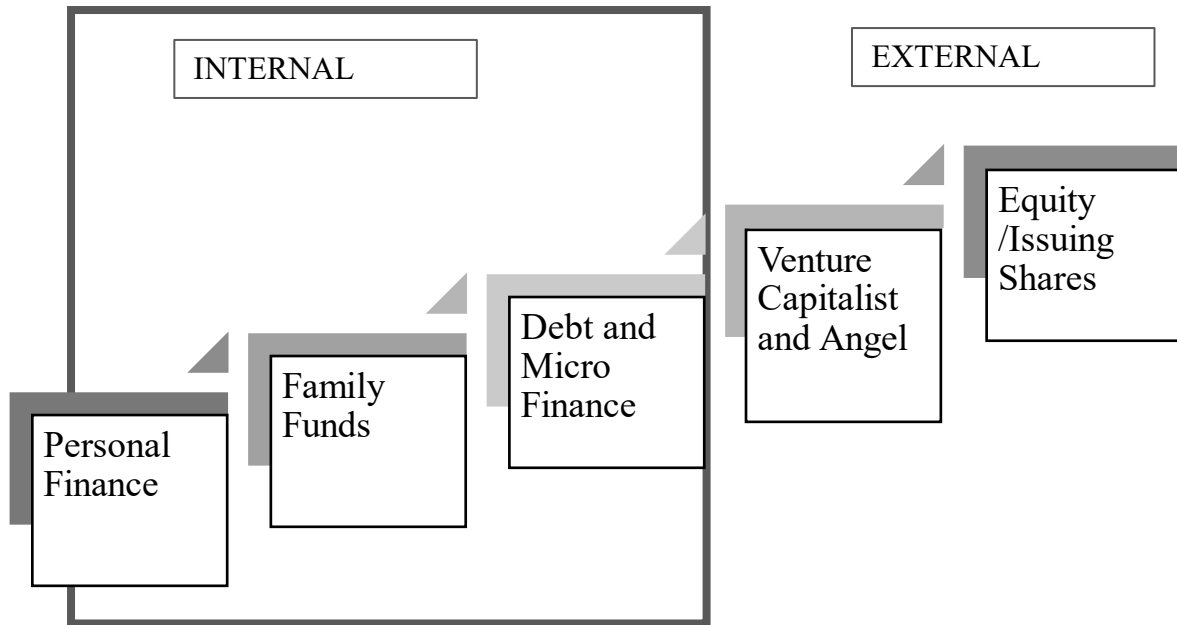 INTERNAL
EXTERNAL
Personal
Finance
Family
Funds
Debt and
Micro
Finance
Venture
Capitalist
and Angel
Equity
/Issuing
Shares